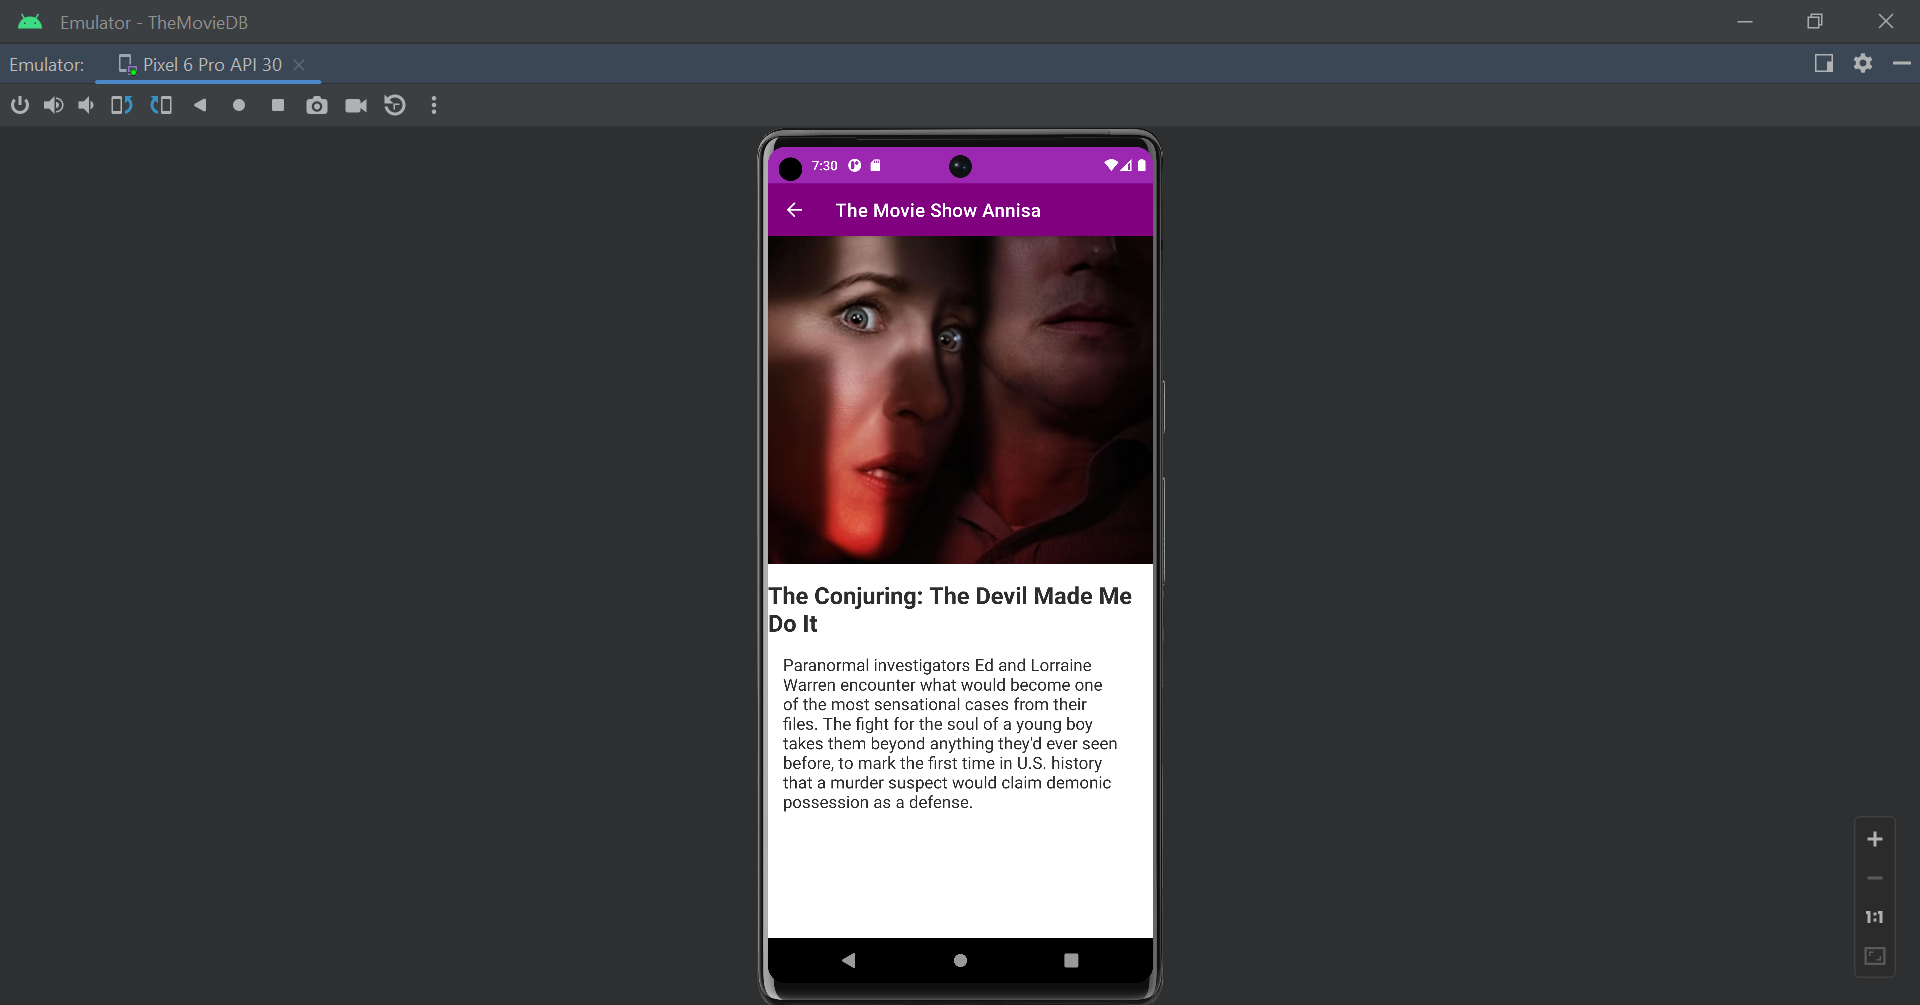 Emulator - TheMovieDB
Emulator: Pixel 6 Pro API 30
7:30
The Movie Show Annisa
The Conjuring: The Devil Made Me
Do It
Paranormal investigators Ed and Lorraine
Warren encounter what would become one
of the most sensational cases from their
files. The fight for the soul of a young boy
takes them beyond anything they'd ever seen
before, to mark the first time in U.S. history
that a murder suspect would claim demonic
possession as a defense.
1:1